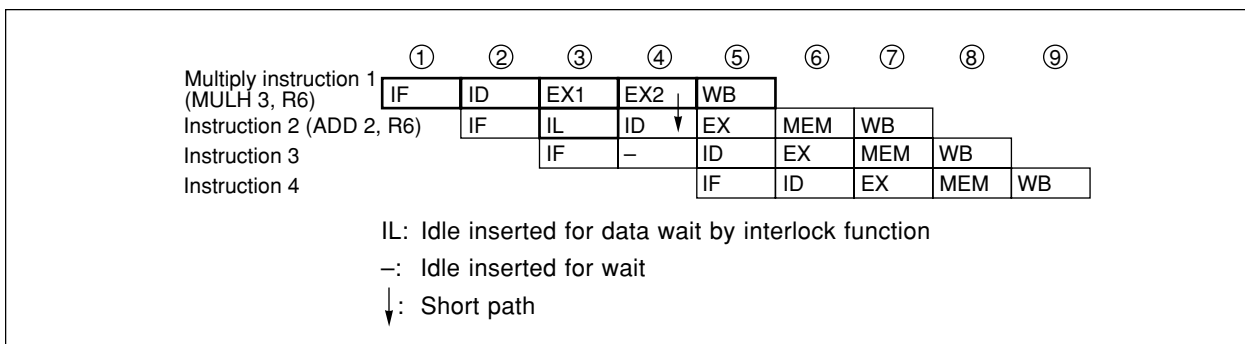 ① ② ③ ④ ⑤ ⑥ ⑦ ⑧ ⑨
Multiply instruction 1
(MULH 3, R6)
IF ID EX1 EX2 WB
Instruction 2 (ADD 2, R6) IF IL ID EX MEM WB
Instruction 3 IF – ID EX MEM WB
Instruction 4 IF ID EX MEM WB
IL: Idle inserted for data wait by interlock function
–: Idle inserted for wait
↓: Short path